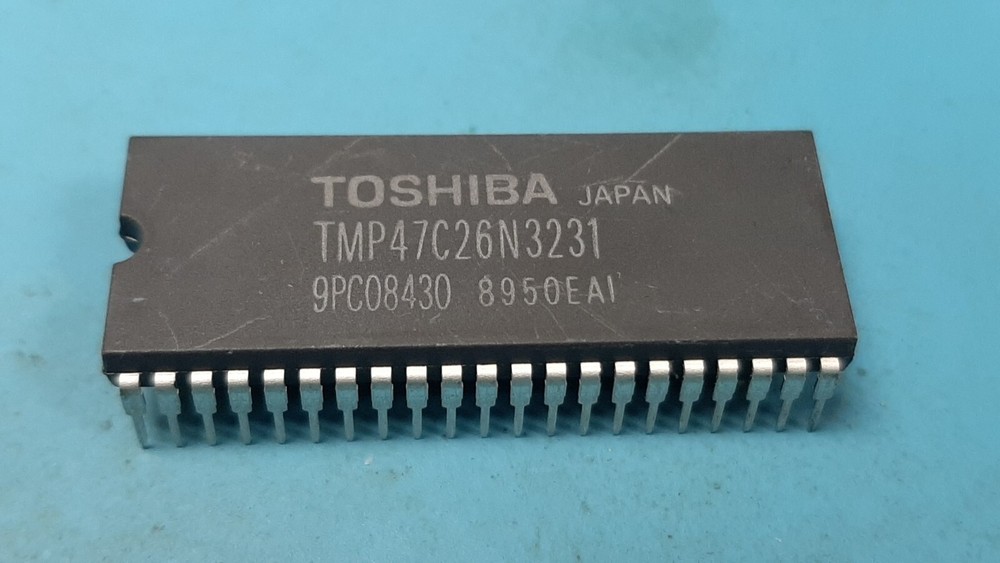 TOSHIBA JAPAN
TMP47C26N3231
9PC08430 8950EAI